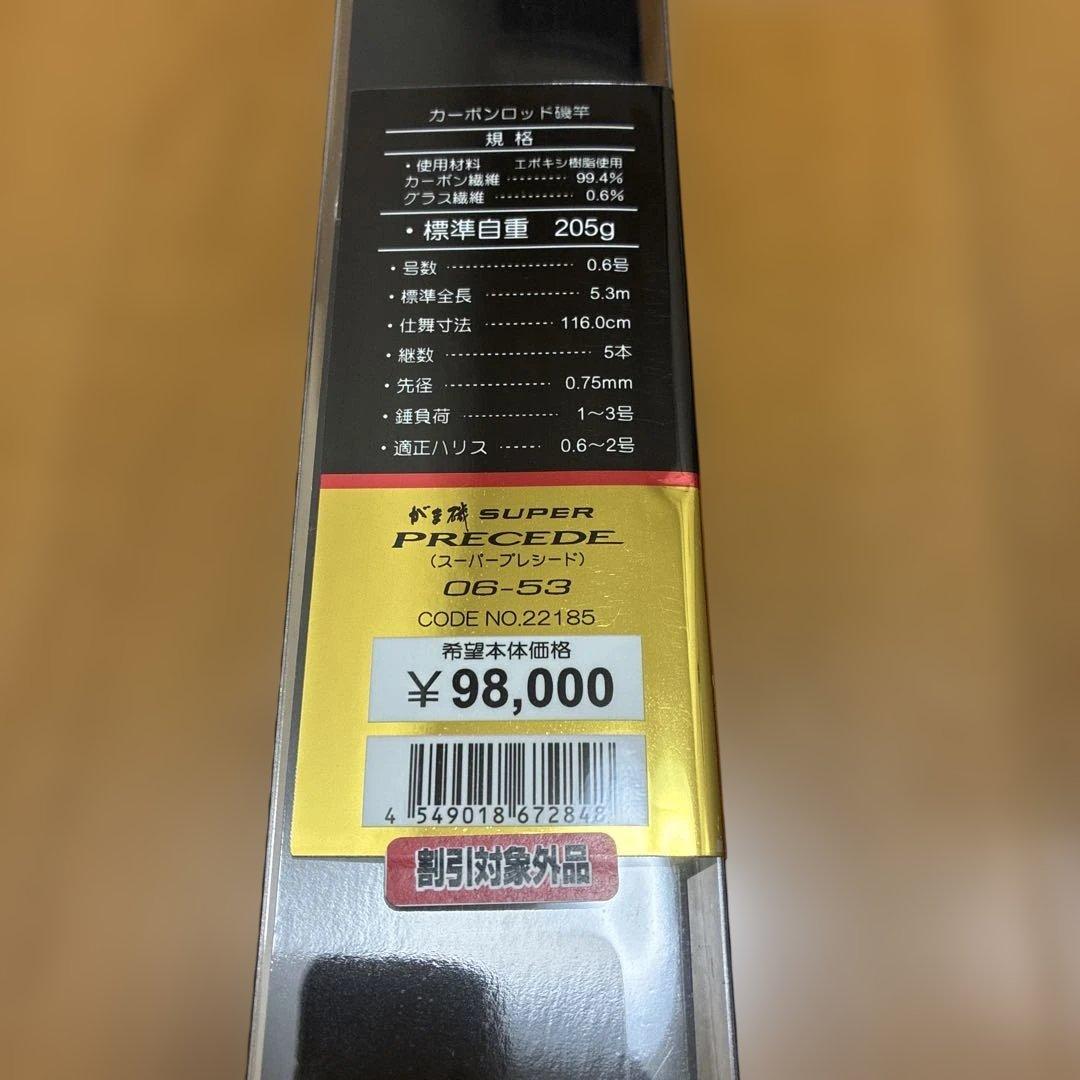 カーボンロッド磯竿
規格
・使用材料 エポキシ樹脂使用
カーボン繊維 ········· 99.4%
グラス繊維 ············ 0.6%
・標準自重 205g
・号数 ····················· 0.6号
・標準全長 ·············· 5.3m
・仕舞寸法 ·········· 116.0cm
・継数 ························ 5本
・先径 ················ 0.75mm
・錘負荷 ················ 1〜3号
・適正ハリス ······ 0.6〜2号
がま磯 SUPER
PRECEDE
(スーパープレシード)
06-53
CODE NO.22185
希望本体価格
¥98,000
4 549018 672848
割引対象外品